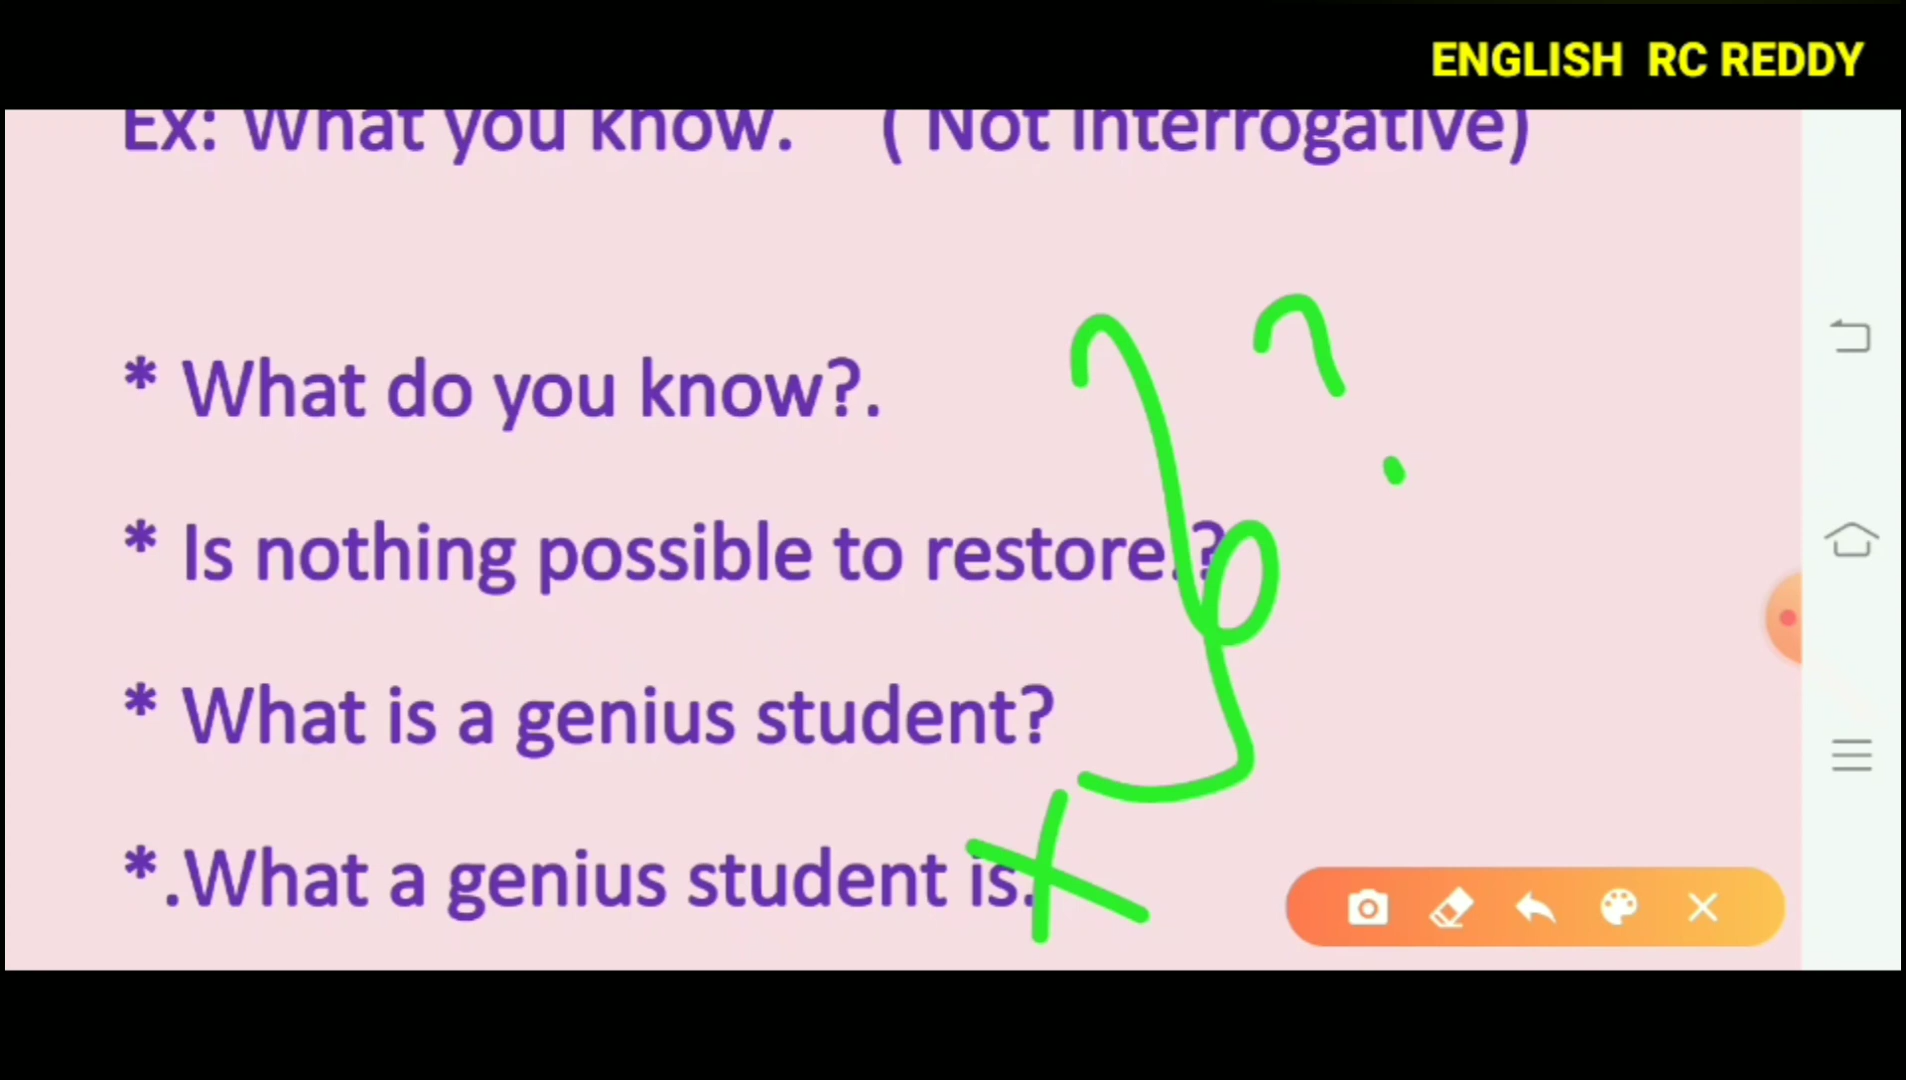 ENGLISH RC REDDY
Ex: What you know. ( Not interrogative)
* What do you know?.
* Is nothing possible to restore.?
* What is a genius student?
*.What a genius student is.